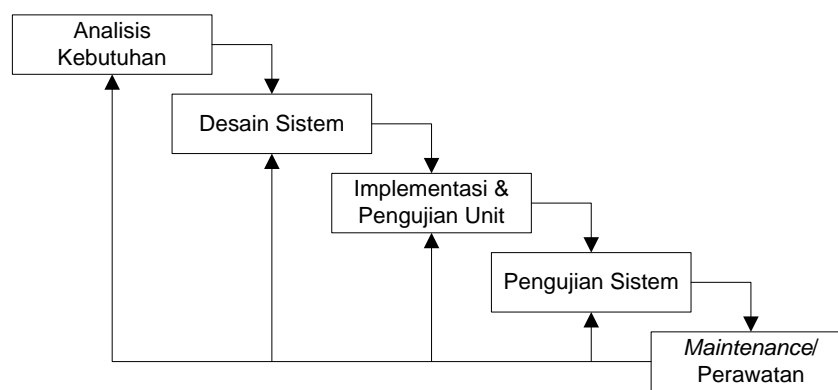 Analisis
Kebutuhan
Desain Sistem
Implementasi &
Pengujian Unit
Pengujian Sistem
Maintenance/
Perawatan